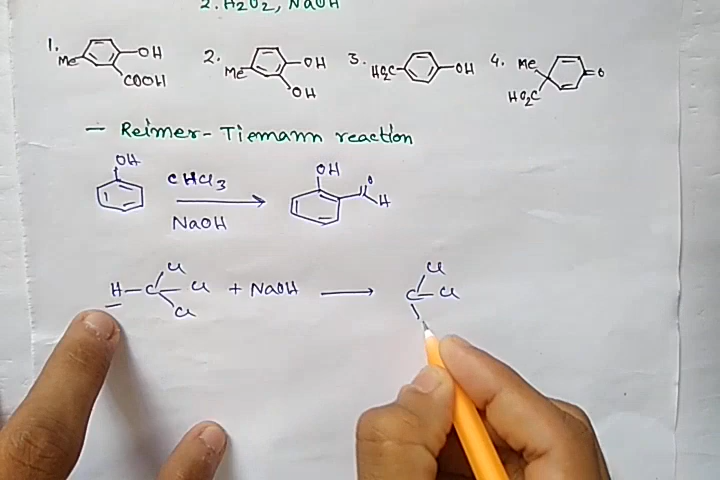 2. H2O2, NaOH
1. Me OH COOH 2. Me OH OH 3. HO2C OH 4. Me HO2C O
- Reimer-Tiemann reaction
OH CHCl3 NaOH OH O H
H-C Cl Cl Cl + NaOH C Cl Cl